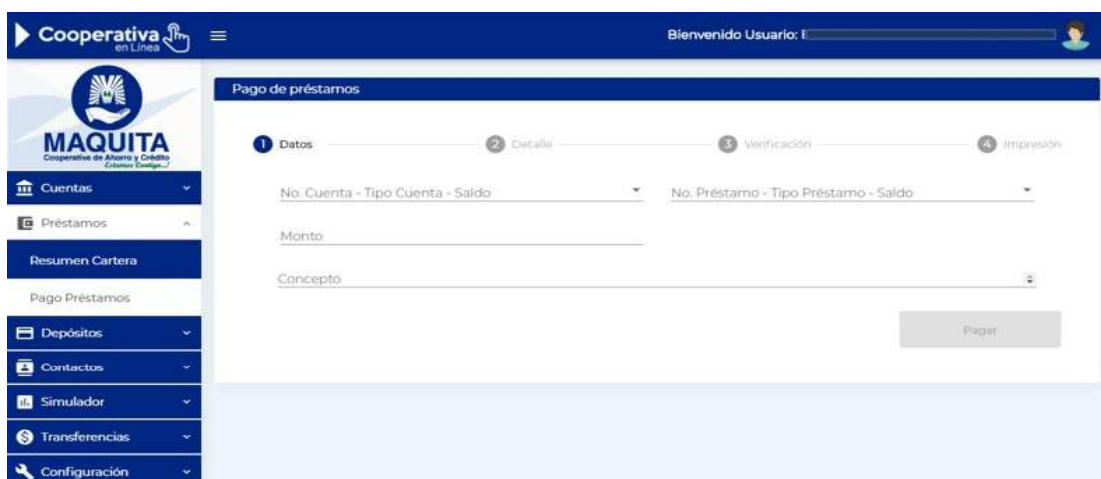 Cooperativa
en Línea
Bienvenido Usuario:
MAQUITA
Cooperativa de Ahorro y Crédito
Estamos Contigo...!
Cuentas
Préstamos
Resumen Cartera
Pago Préstamos
Depósitos
Contactos
Simulador
Transferencias
Configuración
Pago de préstamos
1 Datos
2 Detalle
3 Verificación
4 Impresión
No. Cuenta - Tipo Cuenta - Saldo
No. Préstamo - Tipo Préstamo - Saldo
Monto
Concepto
Pagar